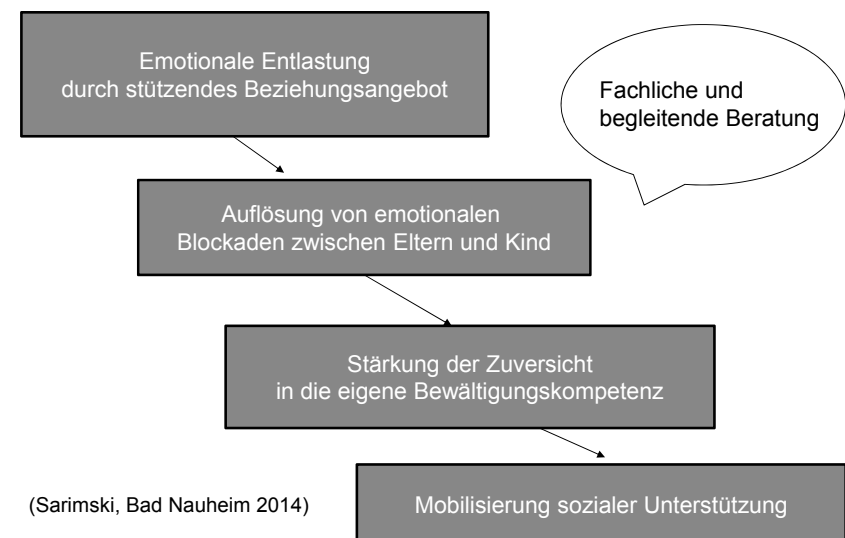 Emotionale Entlastung
durch stützendes Beziehungsangebot
Fachliche und
begleitende Beratung
Auflösung von emotionalen
Blockaden zwischen Eltern und Kind
Stärkung der Zuversicht
in die eigene Bewältigungskompetenz
(Sarimski, Bad Nauheim 2014)
Mobilisierung sozialer Unterstützung